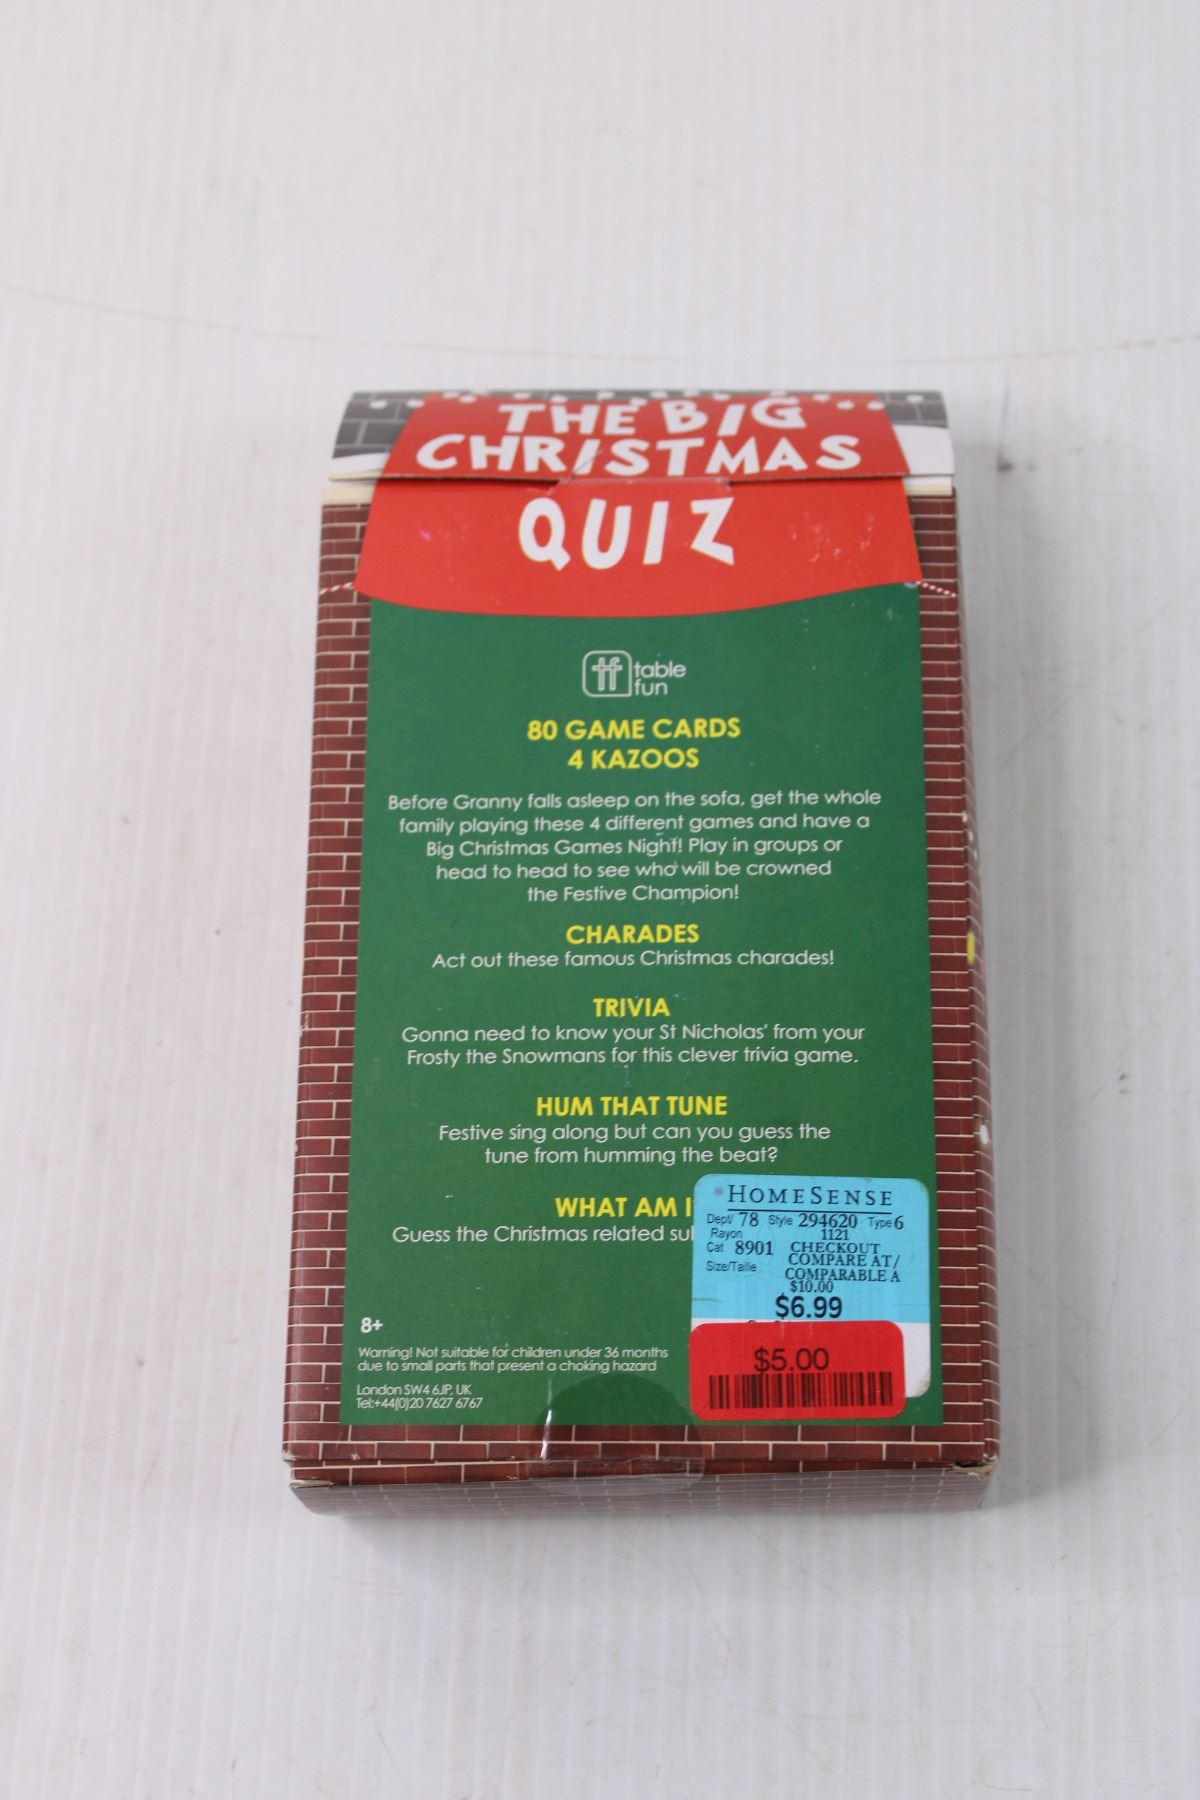 THE BIG
CHRISTMAS
QUIZ
tf table
fun
80 GAME CARDS
4 KAZOOS
Before Granny falls asleep on the sofa, get the whole
family playing these 4 different games and have a
Big Christmas Games Night! Play in groups or
head to head to see who will be crowned
the Festive Champion!
CHARADES
Act out these famous Christmas charades!
TRIVIA
Gonna need to know your St Nicholas' from your
Frosty the Snowmans for this clever trivia game.
HUM THAT TUNE
Festive sing along but can you guess the
tune from humming the beat?
WHAT AM I
Guess the Christmas related
8+
Warning! Not suitable for children under 36 months
due to small parts that present a choking hazard
London SW4 6JP, UK
Tel:+44(0)20 7627 6767
HOMESENSE
Dept/ 78 Style 294620 Type 6
Rayon 1121
Cat 8901 CHECKOUT
COMPARE AT/
Size/Taille
COMPARABLE A
$10.00
$6.99
$5.00